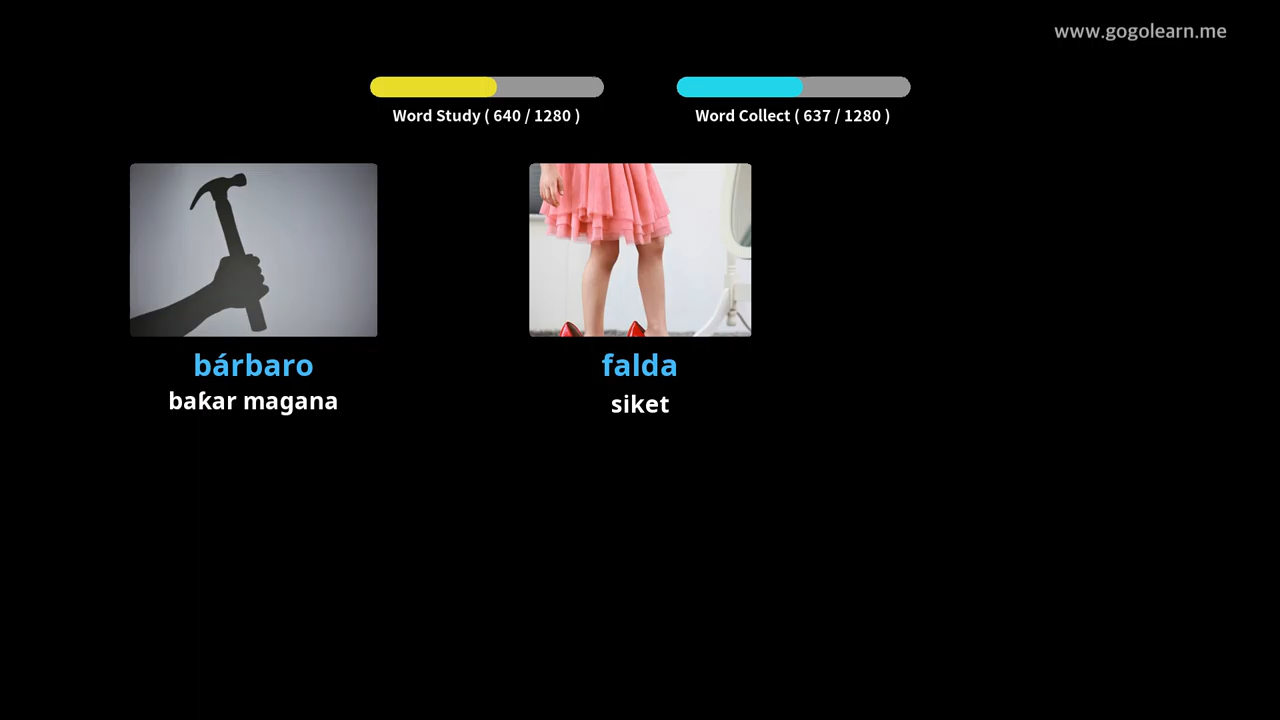 www.gogolearn.me
Word Study ( 640 / 1280 )
Word Collect ( 637 / 1280 )
bárbaro
baƙar magana
falda
siket